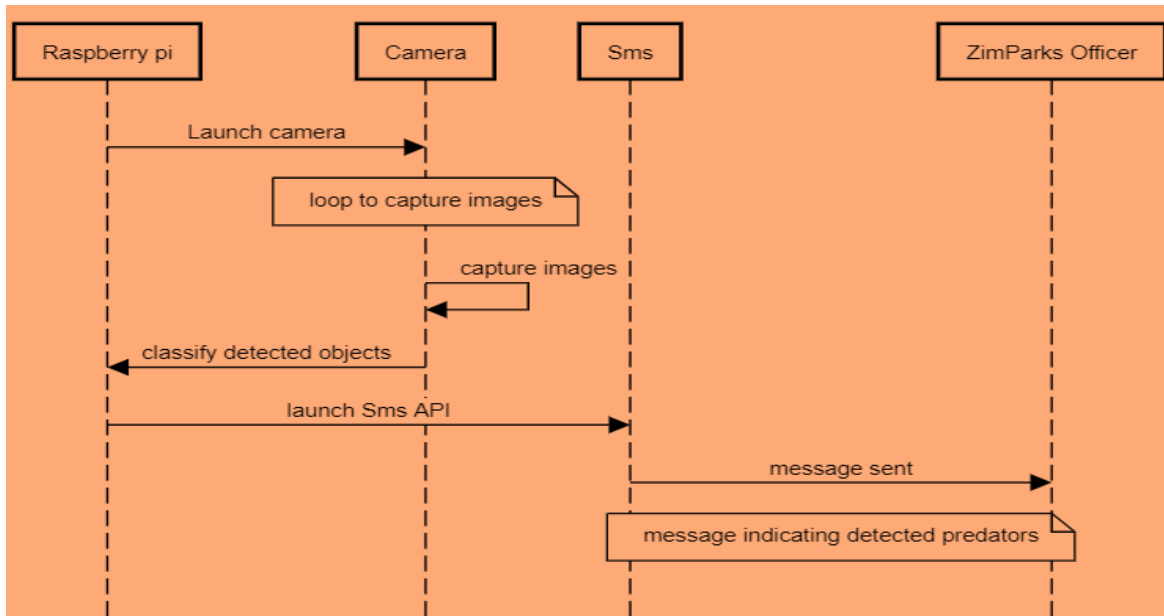 Raspberry pi
Camera
Sms
ZimParks Officer
Launch camera
loop to capture images
capture images
classify detected objects
launch Sms API
message sent
message indicating detected predators